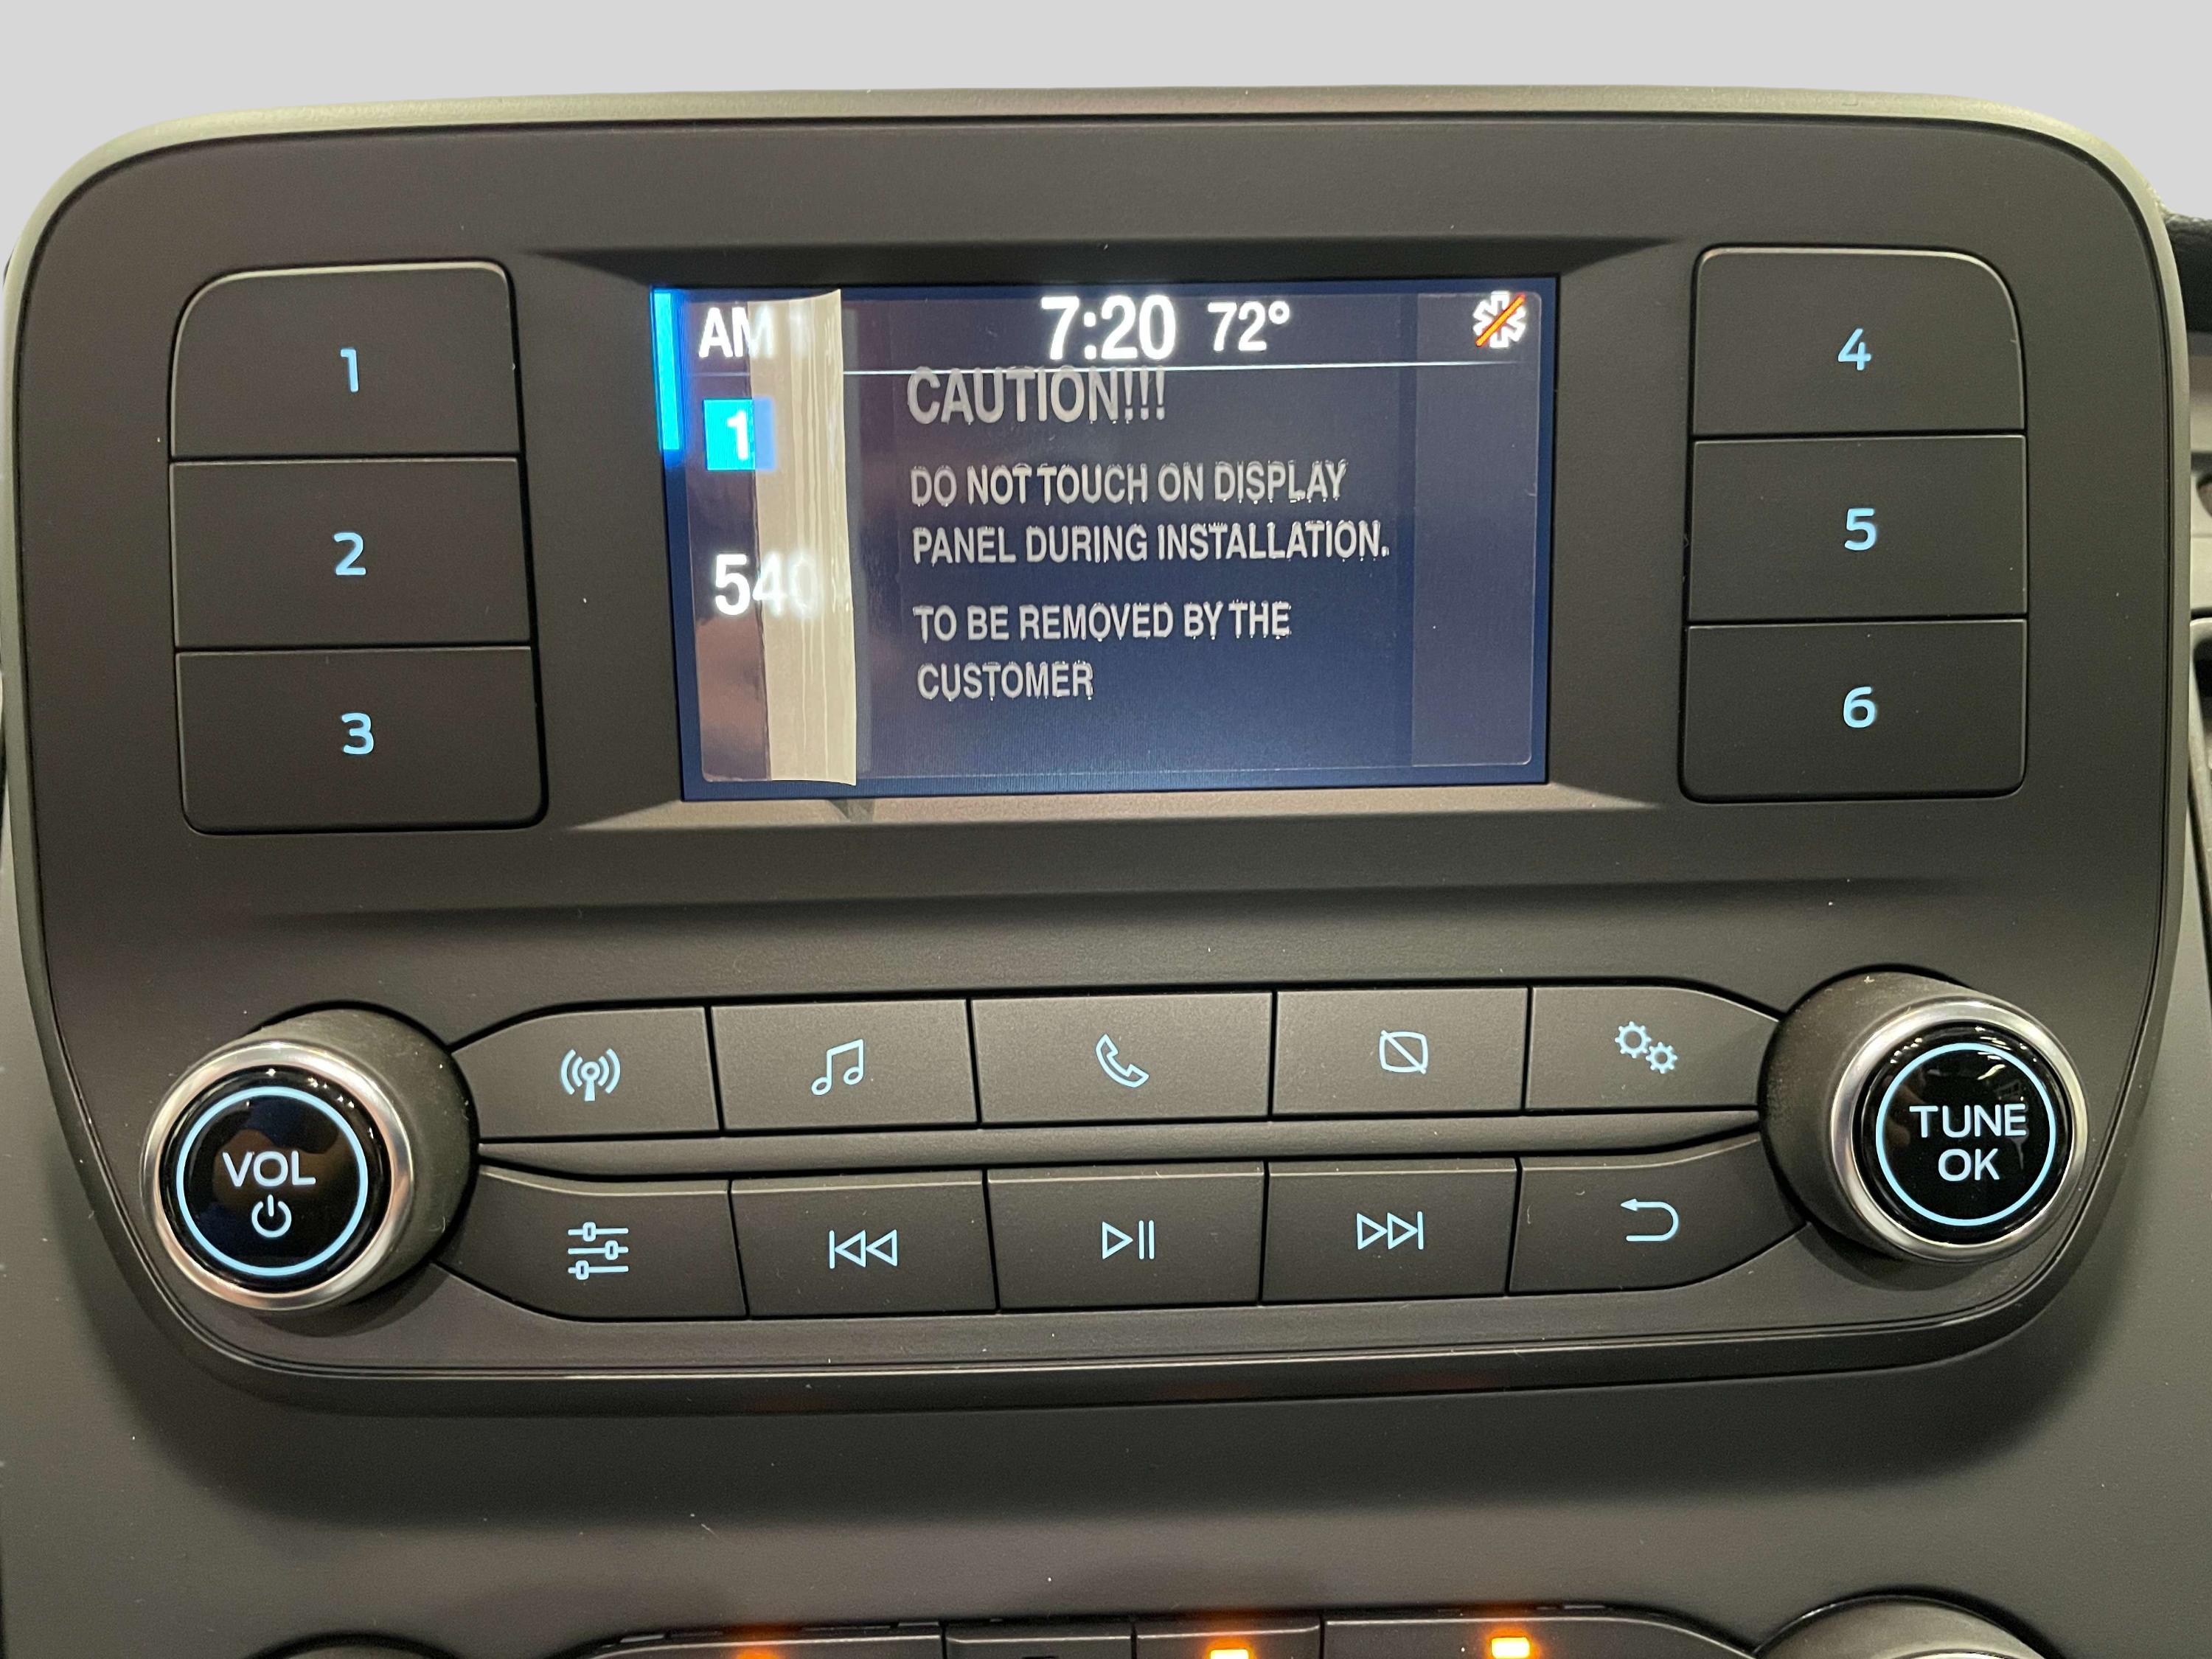 AM
7:20 72°
CAUTION!!!
1
DO NOT TOUCH ON DISPLAY
PANEL DURING INSTALLATION.
540
TO BE REMOVED BY THE
CUSTOMER
1
2
3
4
5
6
VOL
TUNE
OK